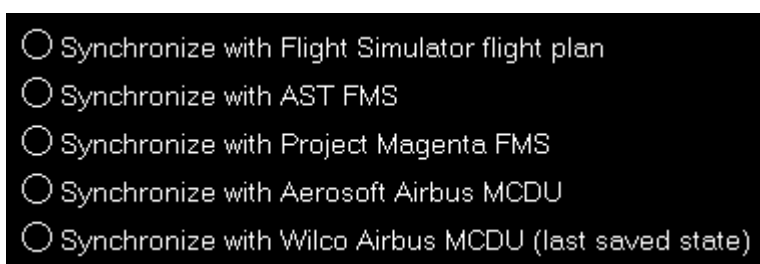 Synchronize with Flight Simulator flight plan
Synchronize with AST FMS
Synchronize with Project Magenta FMS
Synchronize with Aerosoft Airbus MCDU
Synchronize with Wilco Airbus MCDU (last saved state)